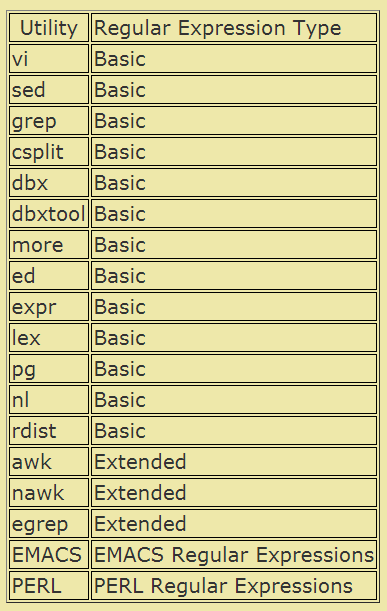 Utility Regular Expression Type
vi Basic
sed Basic
grep Basic
csplit Basic
dbx Basic
dbxtool Basic
more Basic
ed Basic
expr Basic
lex Basic
pg Basic
nl Basic
rdist Basic
awk Extended
nawk Extended
egrep Extended
EMACS EMACS Regular Expressions
PERL PERL Regular Expressions